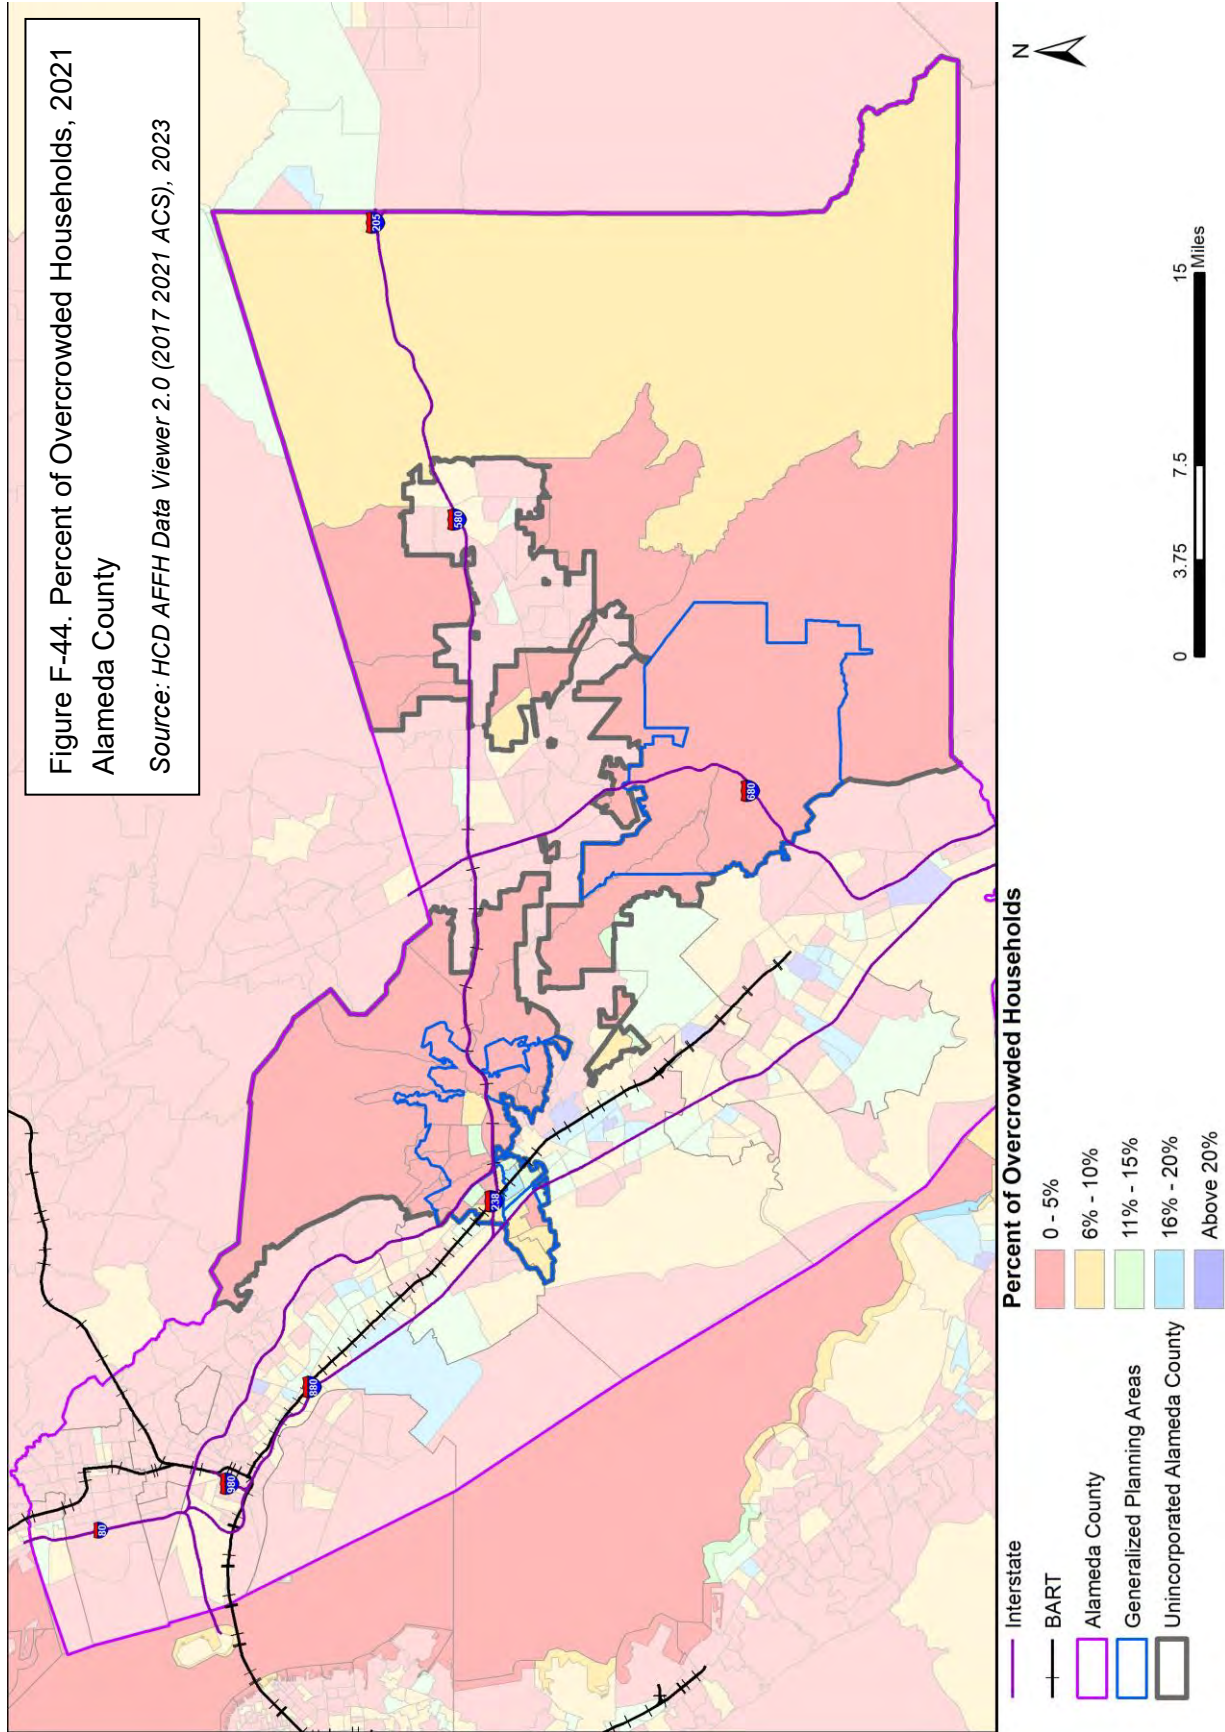 Figure F-44. Percent of Overcrowded Households, 2021
Alameda County
Source: HCD AFFH Data Viewer 2.0 (2017 2021 ACS), 2023
N
205
580
680
238
880
980
80
0 3.75 7.5 15
Miles
Interstate
BART
Alameda County
Generalized Planning Areas
Unincorporated Alameda County
Percent of Overcrowded Households
0 - 5%
6% - 10%
11% - 15%
16% - 20%
Above 20%